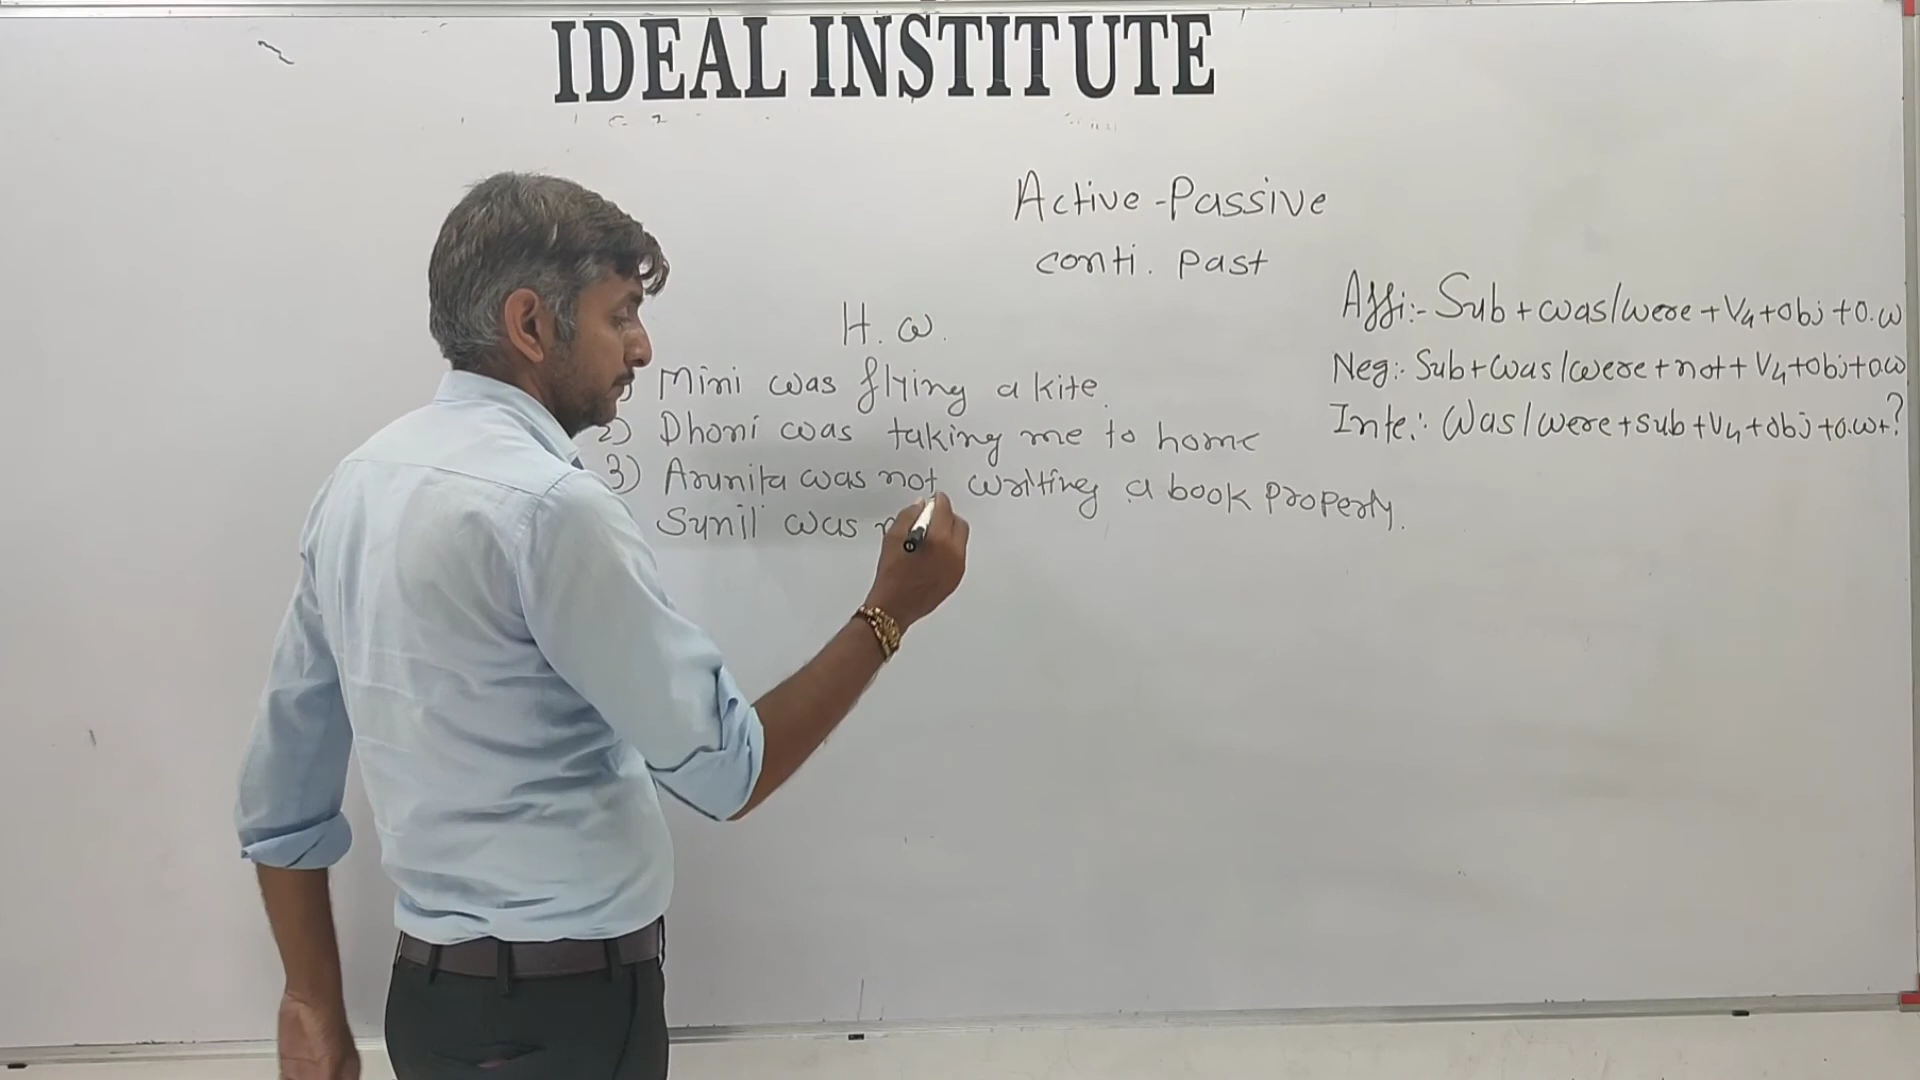 IDEAL INSTITUTE
Active-Passive
conti. past
H.w.
Mini was flying a kite.
2) Dhoni was taking me to home
3) Arunita was not writing a book properly.
Sunil was
Affi:- Sub + was/were + V4 + obj + o.w
Neg:- Sub + was/were + not + V4 + obj + o.w
Inte:- Was/were + sub + V4 + obj + o.w + ?